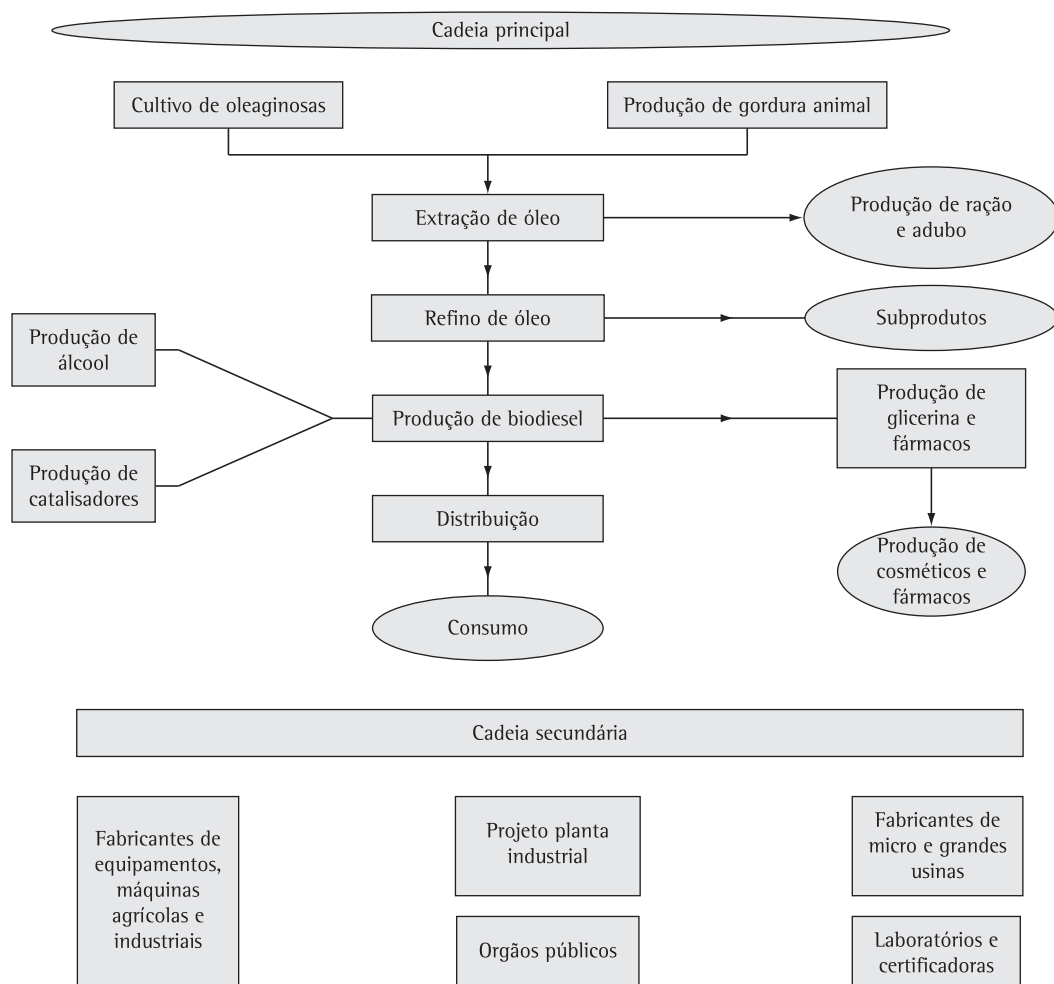 Cadeia principal
Cultivo de oleaginosas
Produção de gordura animal
Extração de óleo
Produção de ração
e adubo
Refino de óleo
Subprodutos
Produção de
álcool
Produção de biodiesel
Produção de
glicerina e
fármacos
Produção de
catalisadores
Distribuição
Produção de
cosméticos e
fármacos
Consumo
Cadeia secundária
Fabricantes de
equipamentos,
máquinas
agrícolas e
industriais
Projeto planta
industrial
Fabricantes de
micro e grandes
usinas
Orgãos públicos
Laboratórios e
certificadoras